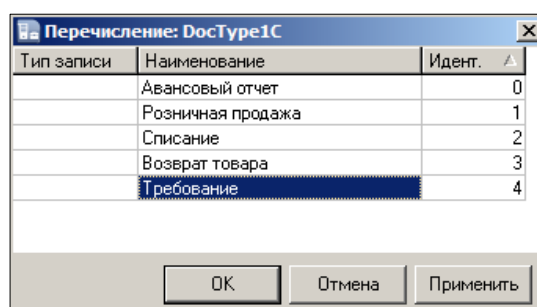 Перечисление: DocType1C
Тип записи Наименование Идент.
Авансовый отчет 0
Розничная продажа 1
Списание 2
Возврат товара 3
Требование 4
OK Отмена Применить